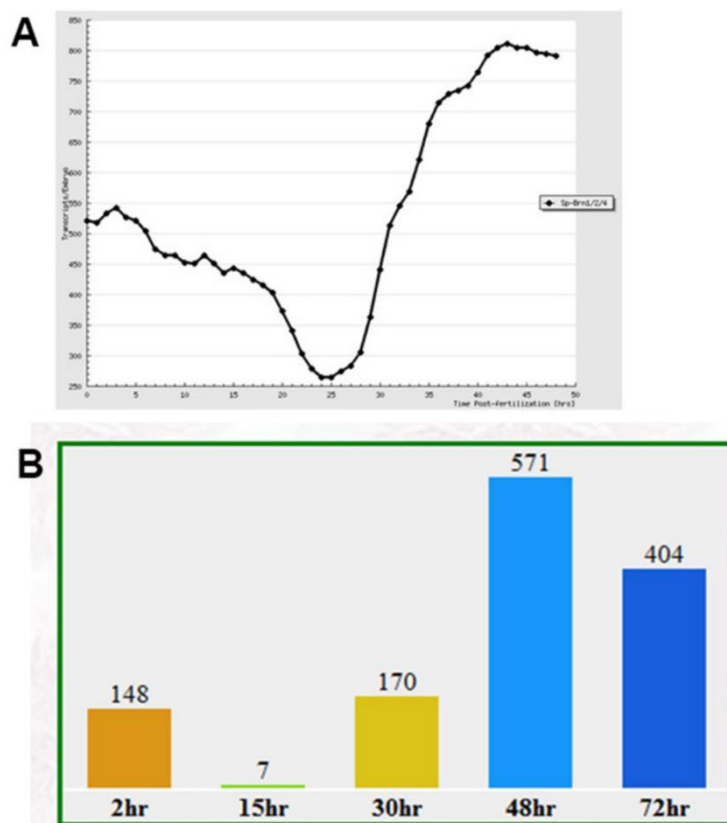 A
850
800
750
700
650
600
550
500
450
400
350
300
250
Transcripts/Embryo
Sp-Brn1/2/4
0 5 10 15 20 25 30 35 40 45 50
Time Post-Fertilization [hrs]
B
148 7 170 571 404
2hr 15hr 30hr 48hr 72hr